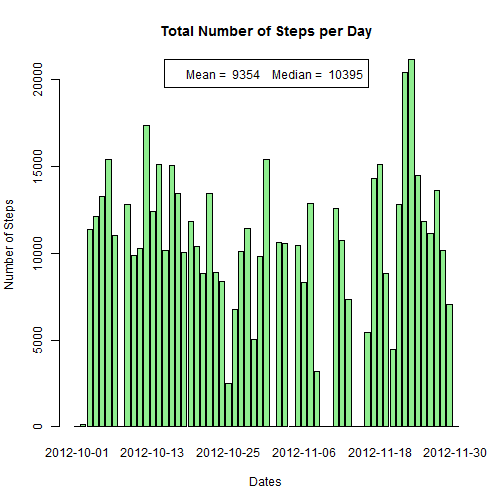 Total Number of Steps per Day
Mean = 9354 Median = 10395
Number of Steps
20000
15000
10000
5000
0
2012-10-01 2012-10-13 2012-10-25 2012-11-06 2012-11-18 2012-11-30
Dates